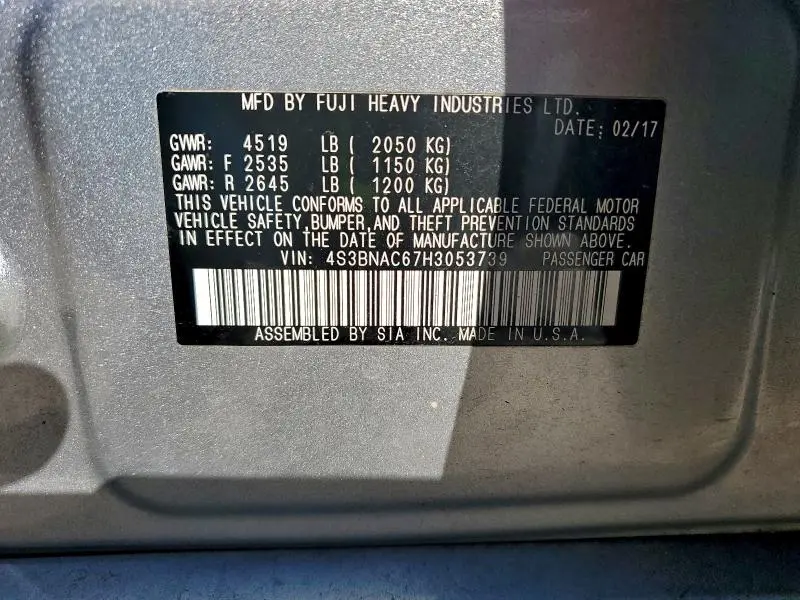 MFD BY FUJI HEAVY INDUSTRIES LTD.
DATE: 02/17
GVWR: 4519 LB ( 2050 KG)
GAWR: F 2535 LB ( 1150 KG)
GAWR: R 2645 LB ( 1200 KG)
THIS VEHICLE CONFORMS TO ALL APPLICABLE FEDERAL MOTOR
VEHICLE SAFETY,BUMPER,AND THEFT PREVENTION STANDARDS
IN EFFECT ON THE DATE OF MANUFACTURE SHOWN ABOVE.
VIN: 4S3BNAC67H3053739 PASSENGER CAR
ASSEMBLED BY SIA INC. MADE IN U.S.A.